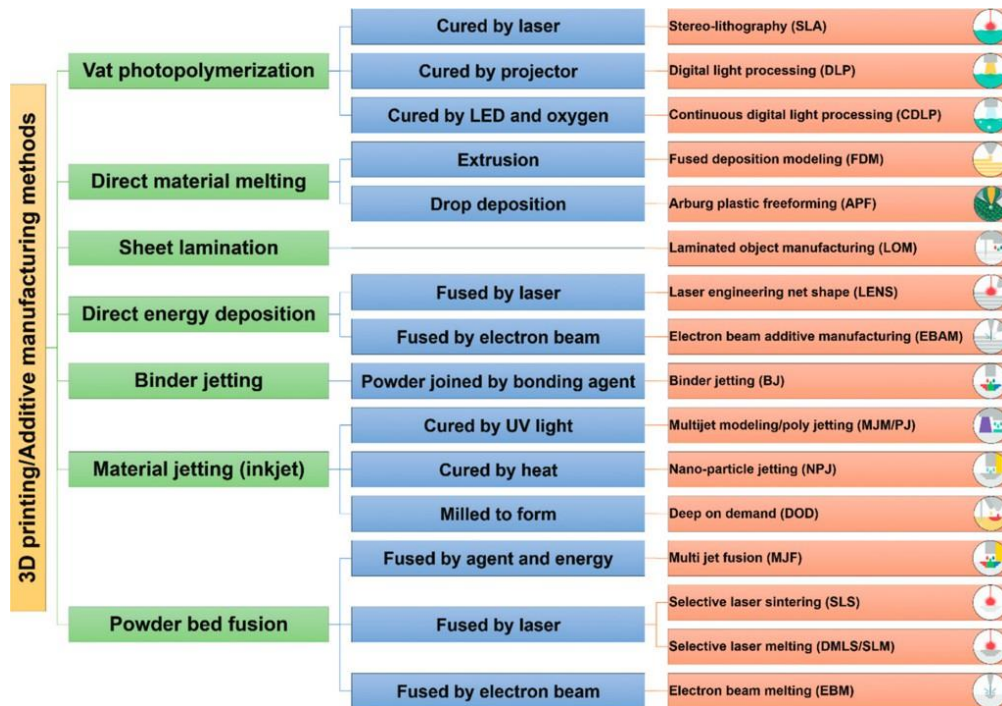 3D printing/Additive manufacturing methods
Vat photopolymerization
Cured by laser
Stereo-lithography (SLA)
Cured by projector
Digital light processing (DLP)
Cured by LED and oxygen
Continuous digital light processing (CDLP)
Direct material melting
Extrusion
Fused deposition modeling (FDM)
Drop deposition
Arburg plastic freeforming (APF)
Sheet lamination
Laminated object manufacturing (LOM)
Direct energy deposition
Fused by laser
Laser engineering net shape (LENS)
Fused by electron beam
Electron beam additive manufacturing (EBAM)
Binder jetting
Powder joined by bonding agent
Binder jetting (BJ)
Material jetting (inkjet)
Cured by UV light
Multijet modeling/poly jetting (MJM/PJ)
Cured by heat
Nano-particle jetting (NPJ)
Milled to form
Deep on demand (DOD)
Powder bed fusion
Fused by agent and energy
Multi jet fusion (MJF)
Fused by laser
Selective laser sintering (SLS)
Selective laser melting (DMLS/SLM)
Fused by electron beam
Electron beam melting (EBM)